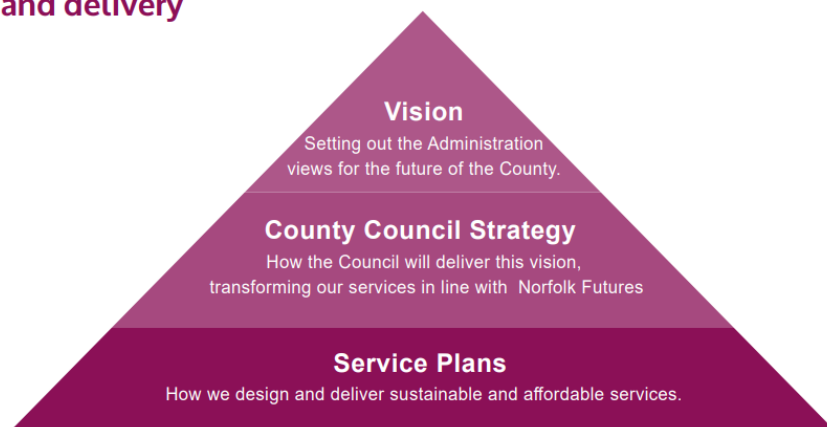 and delivery
Vision
Setting out the Administration
views for the future of the County.
County Council Strategy
How the Council will deliver this vision,
transforming our services in line with Norfolk Futures
Service Plans
How we design and deliver sustainable and affordable services.